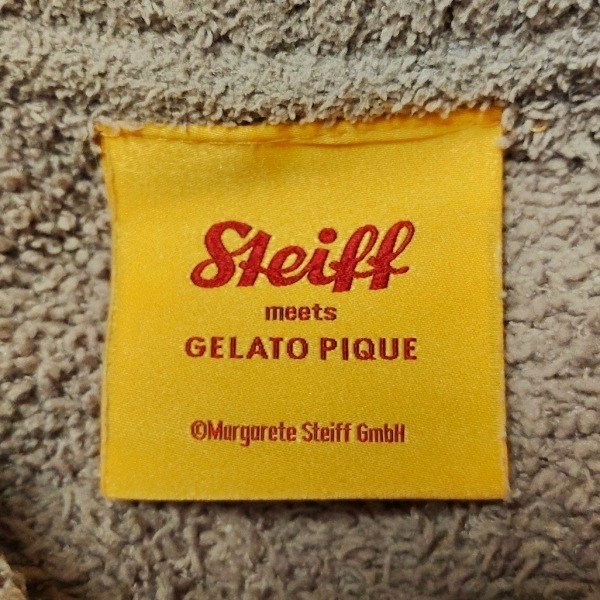 Steiff
meets
GELATO PIQUE
©Margarete Steiff GmbH